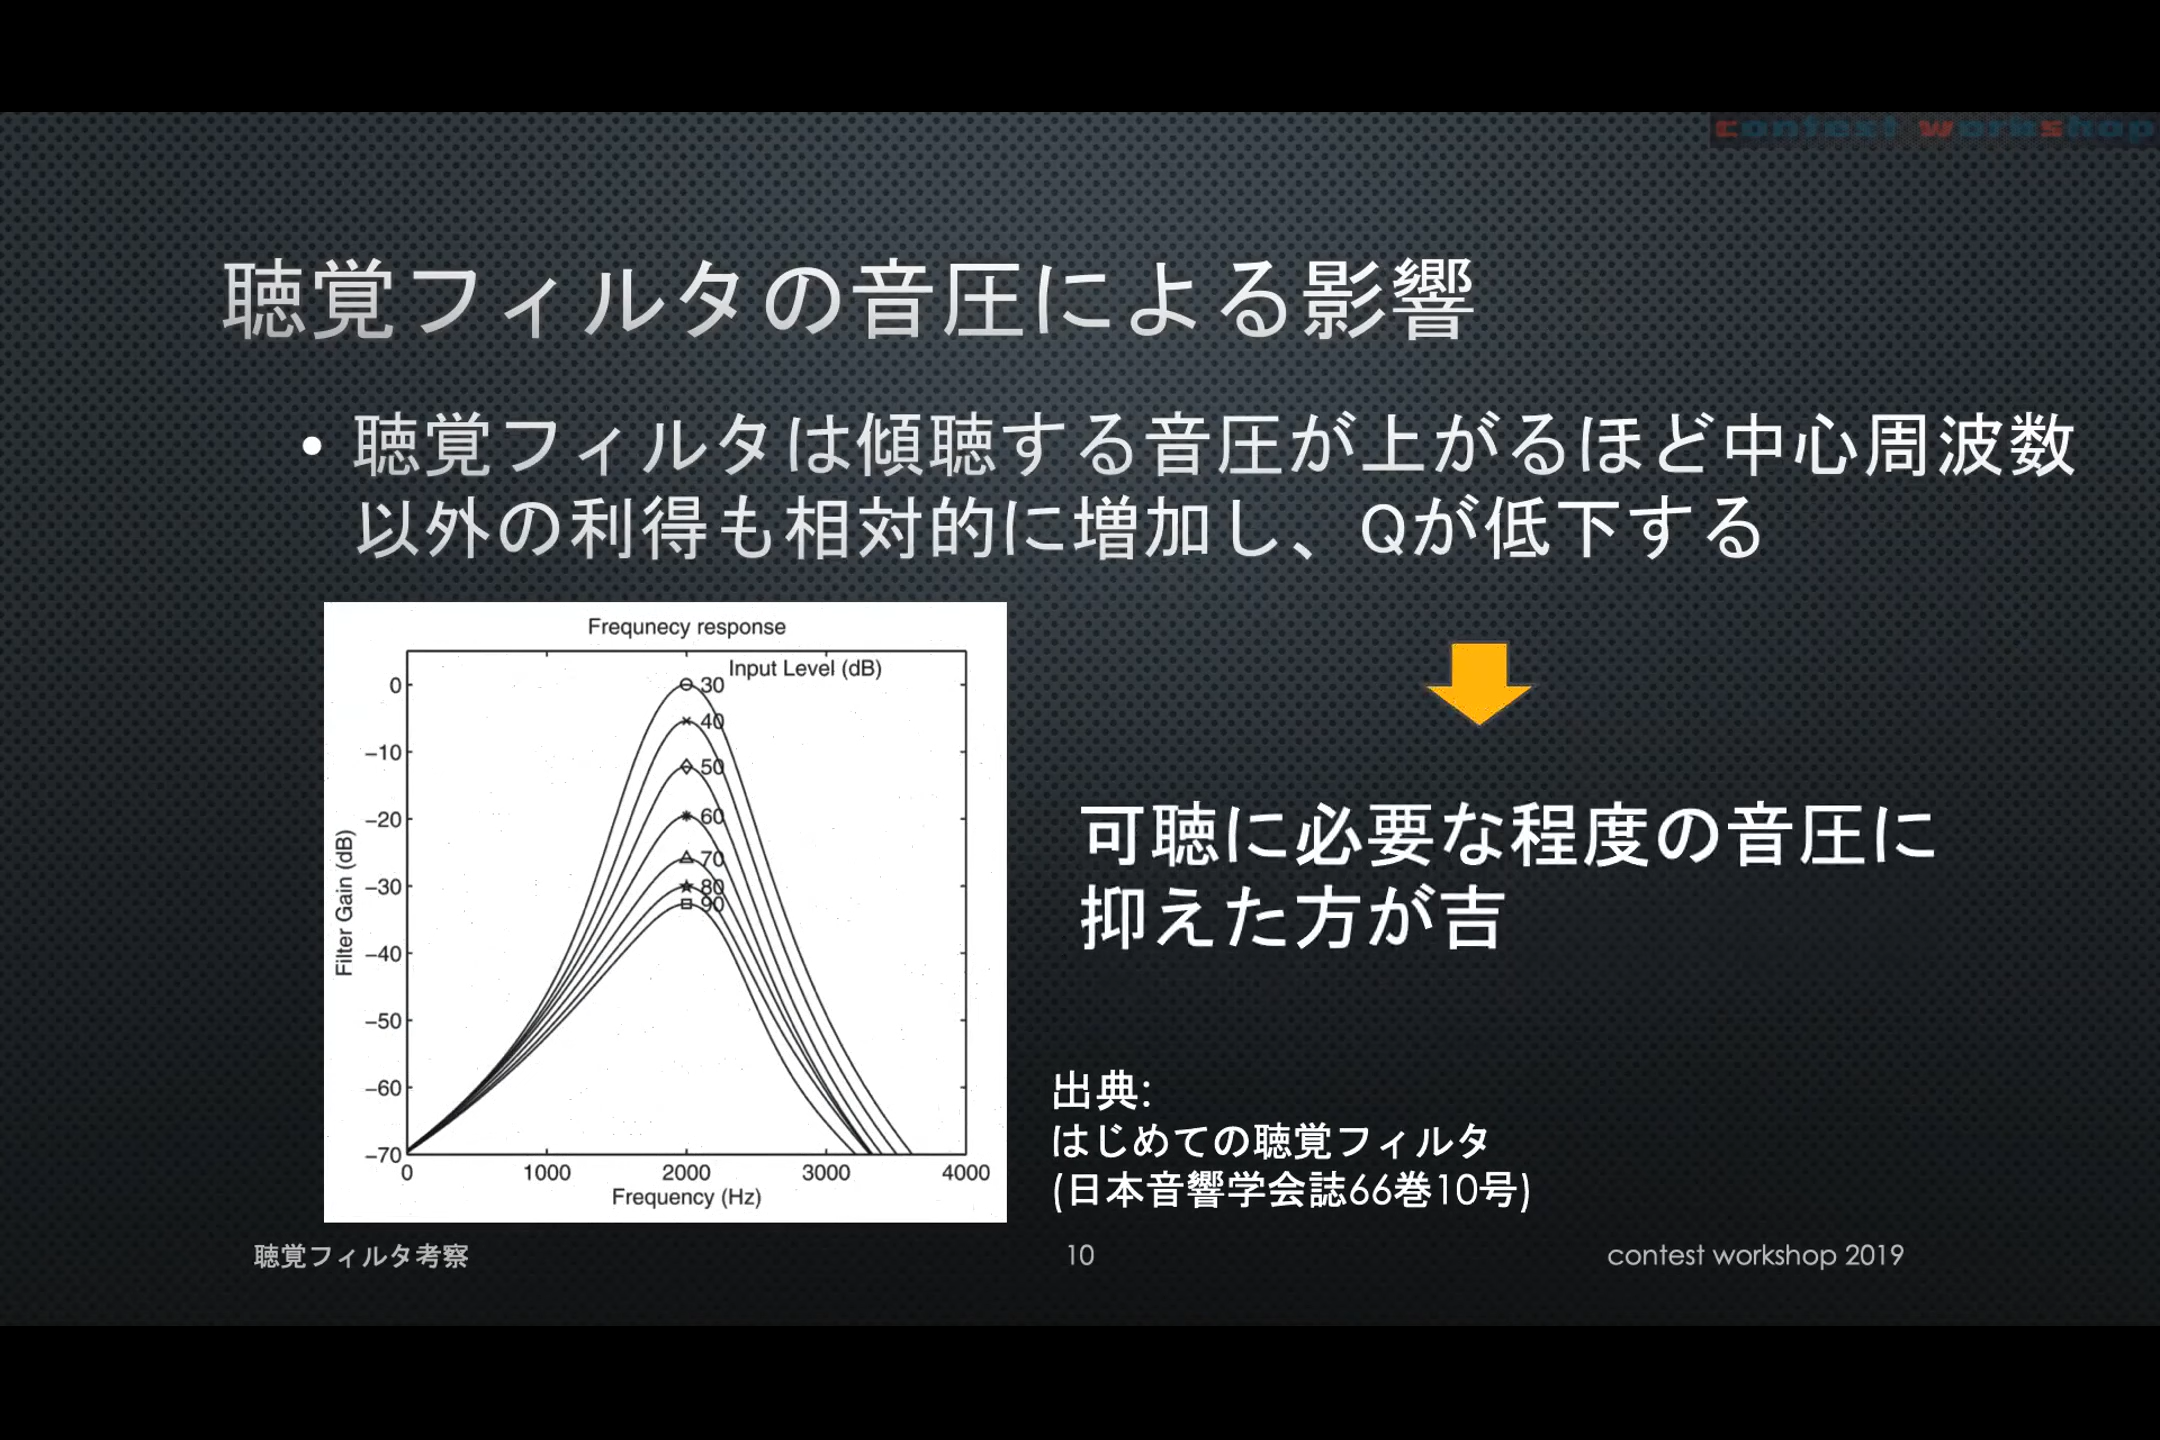 contest workshop
聴覚フィルタの音圧による影響
• 聴覚フィルタは傾聴する音圧が上がるほど中心周波数
以外の利得も相対的に増加し、Qが低下する
Frequnecy response
Input Level (dB)
30
40
50
60
70
80
90
0
−10
−20
−30
−40
−50
−60
−70
Filter Gain (dB)
0 1000 2000 3000 4000
Frequency (Hz)
可聴に必要な程度の音圧に
抑えた方が吉
出典:
はじめての聴覚フィルタ
(日本音響学会誌66巻10号)
聴覚フィルタ考察
10
contest workshop 2019